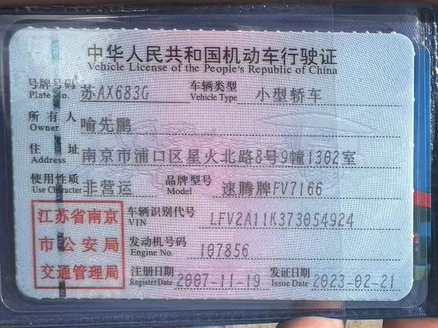 中华人民共和国机动车行驶证
Vehicle License of the People's Republic of China
号牌号码 苏AX683G 车辆类型 小型轿车
Plate No. Vehicle Type
所有人 喻先鹏
Owner
住址 南京市浦口区星火北路8号9幢1302室
Address
使用性质 非营运 品牌型号 速腾牌FV7166
Use Character Model
江苏省南京 车辆识别代号 LFV2A11K373054924
VIN
市公安局 发动机号码 107856
Engine No.
交通管理局 注册日期 2007-11-19 发证日期 2023-02-21
Register Date Issue Date